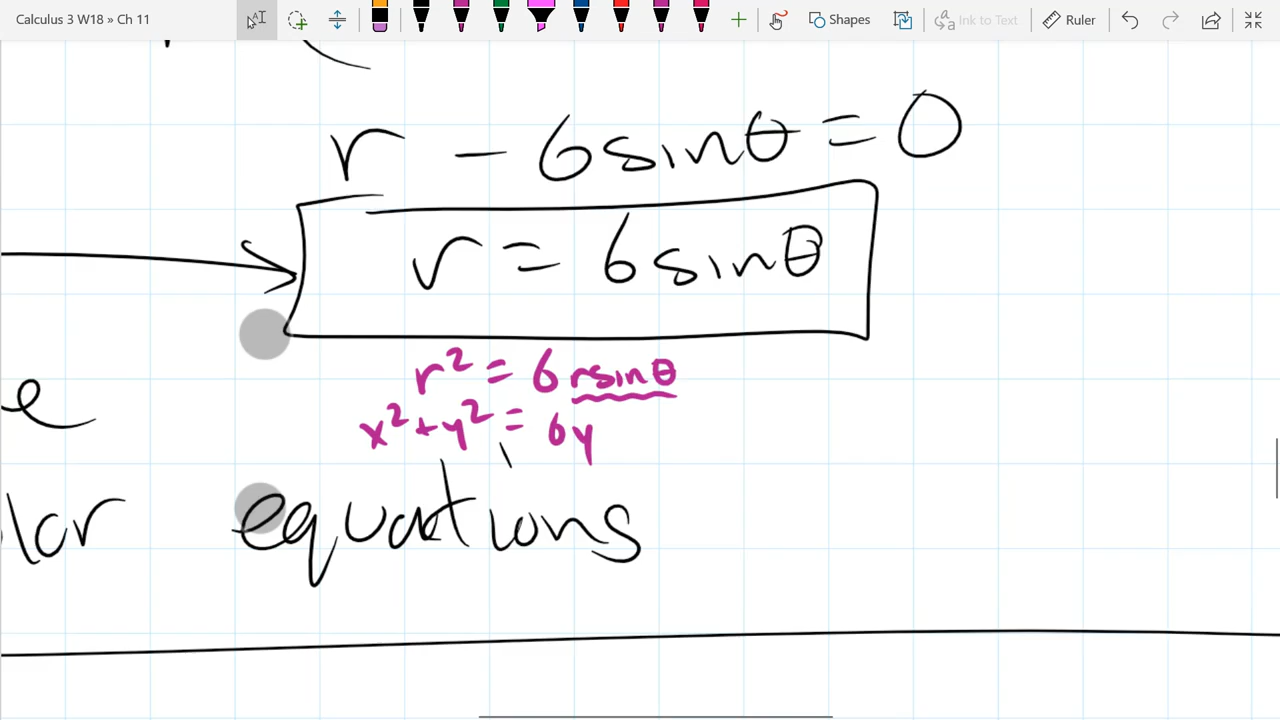 Calculus 3 W18 » Ch 11
Shapes
Ink to Text
Ruler
r - 6sinθ = 0
r = 6sinθ
r² = 6 rsinθ
x² + y² = 6y
equations